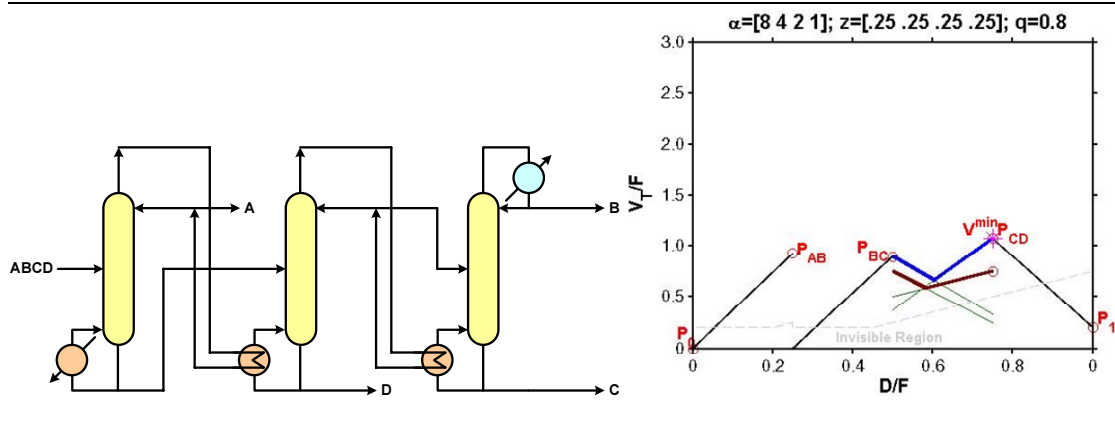 ABCD
A
D
B
C
α=[8 4 2 1]; z=[.25 .25 .25 .25]; q=0.8
V_T/F
3.0
2.5
2.0
1.5
1.0
0.5
0
P_AB
P_BC
V^min P_CD
P_1
Invisible Region
0 0.2 0.4 0.6 0.8 0
D/F